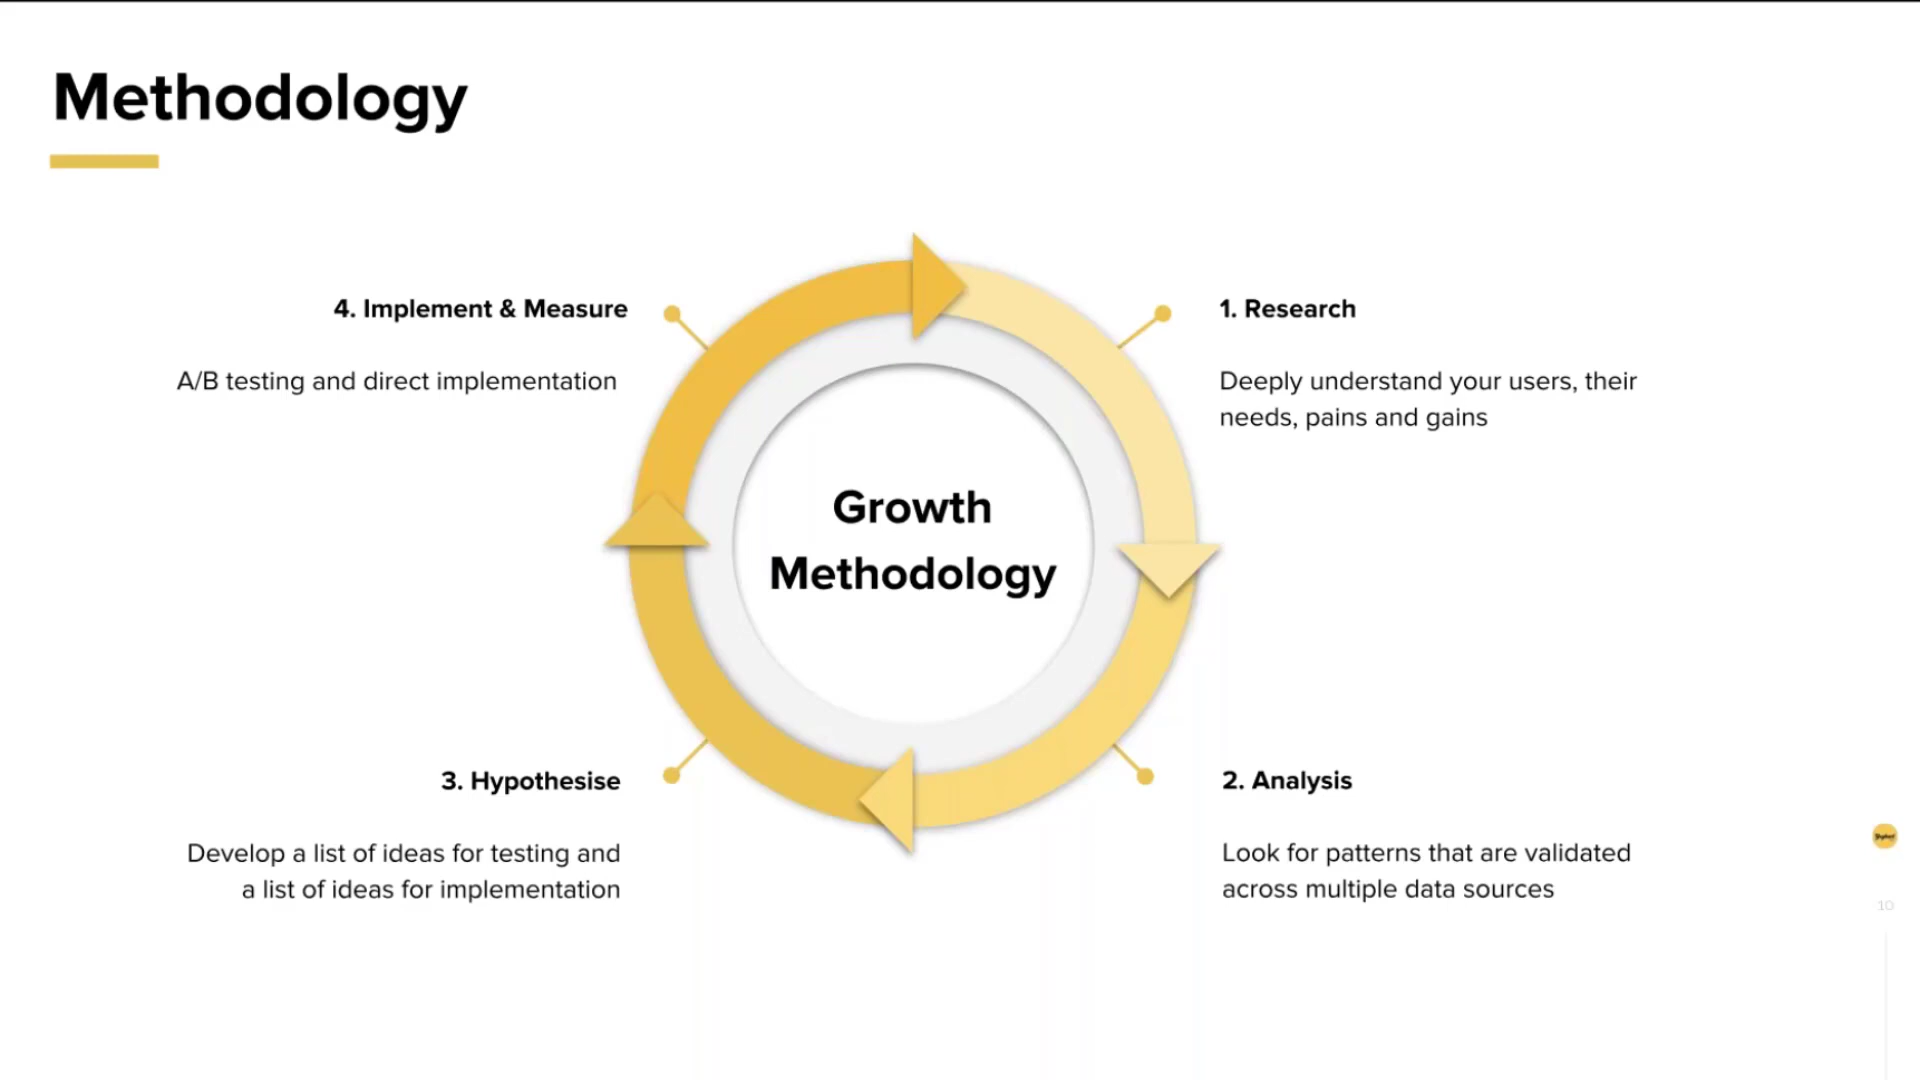 Methodology
4. Implement & Measure
A/B testing and direct implementation
1. Research
Deeply understand your users, their
needs, pains and gains
Growth
Methodology
3. Hypothesise
Develop a list of ideas for testing and
a list of ideas for implementation
2. Analysis
Look for patterns that are validated
across multiple data sources
10